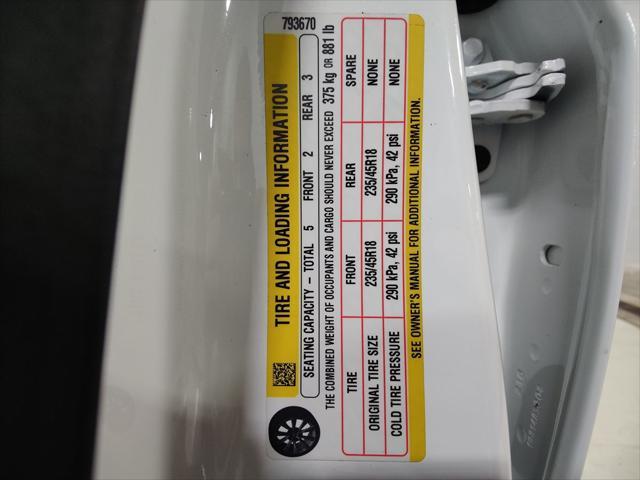 793670
TIRE AND LOADING INFORMATION
SEATING CAPACITY – TOTAL 5 FRONT 2 REAR 3
THE COMBINED WEIGHT OF OCCUPANTS AND CARGO SHOULD NEVER EXCEED 375 kg OR 881 lb
TIRE FRONT REAR SPARE
ORIGINAL TIRE SIZE 235/45R18 235/45R18 NONE
COLD TIRE PRESSURE 290 kPa, 42 psi 290 kPa, 42 psi NONE
SEE OWNER'S MANUAL FOR ADDITIONAL INFORMATION.